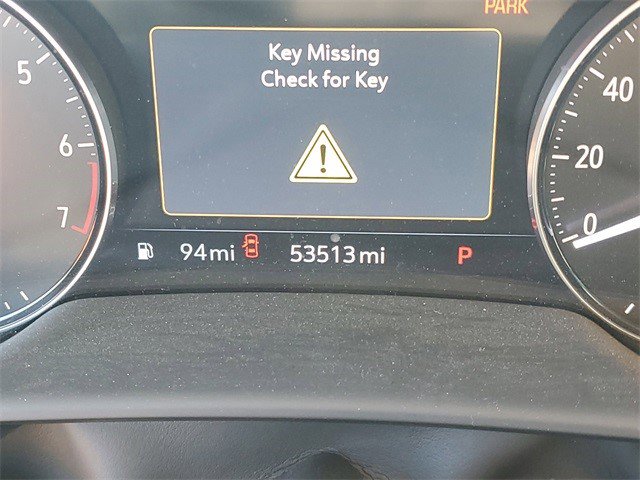 PARK
Key Missing
Check for Key
!
5
6
7
40
20
0
94mi
53513mi
P